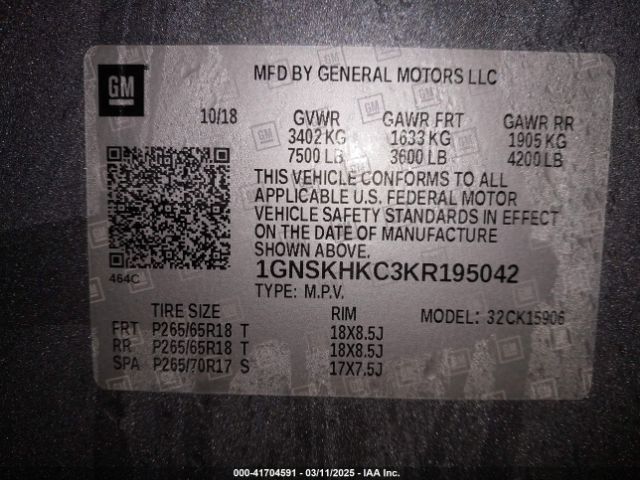 GM
MFD BY GENERAL MOTORS LLC
10/18 GVWR GAWR FRT GAWR RR
3402 KG 1633 KG 1905 KG
7500 LB 3600 LB 4200 LB
THIS VEHICLE CONFORMS TO ALL
APPLICABLE U.S. FEDERAL MOTOR
VEHICLE SAFETY STANDARDS IN EFFECT
ON THE DATE OF MANUFACTURE
SHOWN ABOVE.
464C
1GNSKHKC3KR195042
TYPE: M.P.V.
TIRE SIZE RIM MODEL: 32CK15906
FRT P265/65R18 T 18X8.5J
RR P265/65R18 T 18X8.5J
SPA P265/70R17 S 17X7.5J
000-41704591 - 03/11/2025 - IAA Inc.